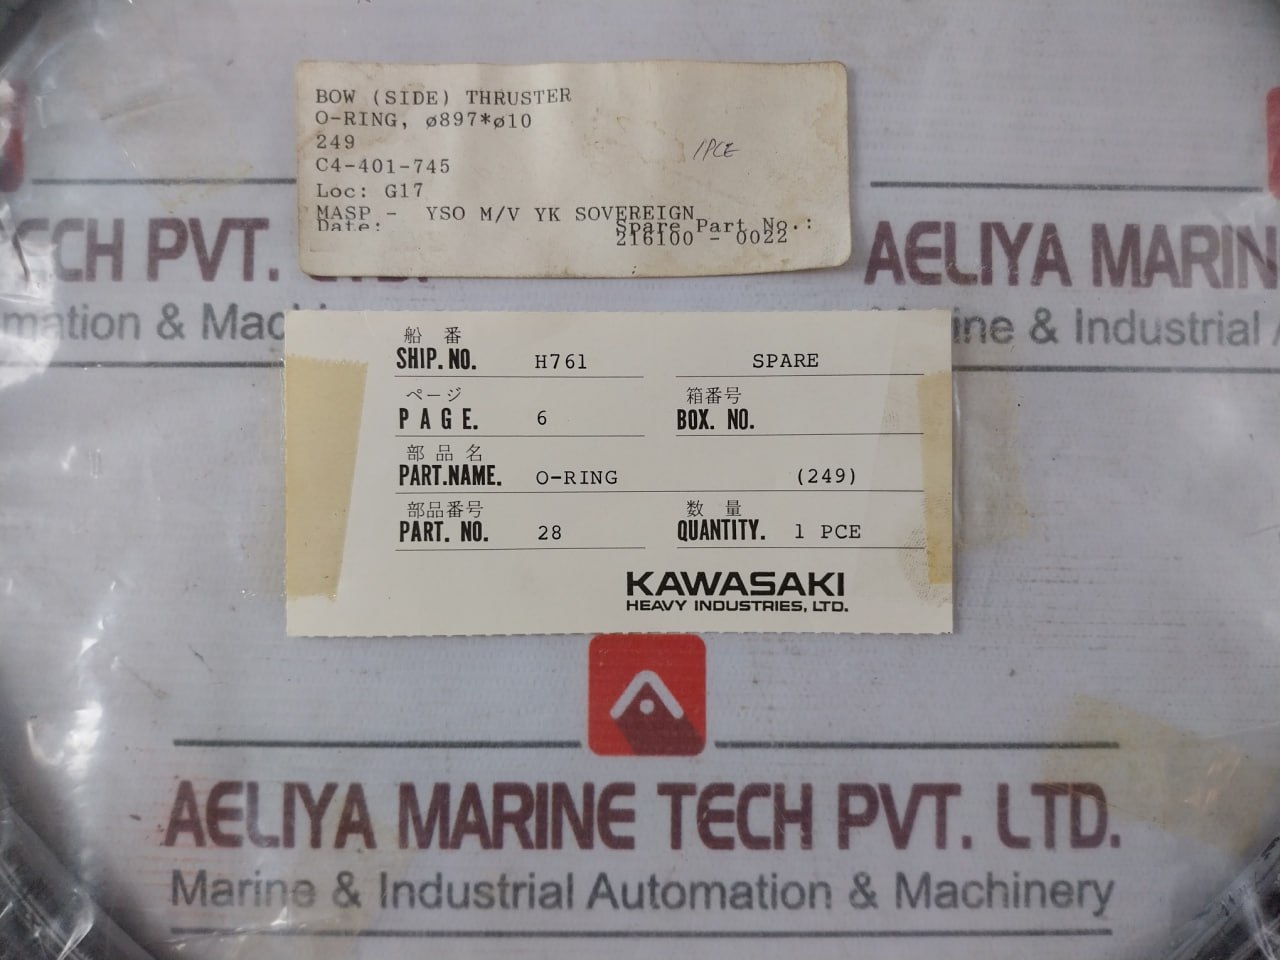 BOW (SIDE) THRUSTER
O-RING, ø897*ø10
249
1PCE
C4-401-745
Loc: G17
MASP - YSO M/V YK SOVEREIGN
Date: Spare Part No.:
216100 - 0022
ECH PVT. LTD.
mation & Mac
AELIYA MARIN
ine & Industrial A
船番
SHIP. NO. H761 SPARE
ページ 箱番号
PAGE. 6 BOX. NO.
部品名
PART. NAME. O-RING (249)
部品番号 数量
PART. NO. 28 QUANTITY. 1 PCE
KAWASAKI
HEAVY INDUSTRIES, LTD.
AELIYA MARINE TECH PVT. LTD.
Marine & Industrial Automation & Machinery